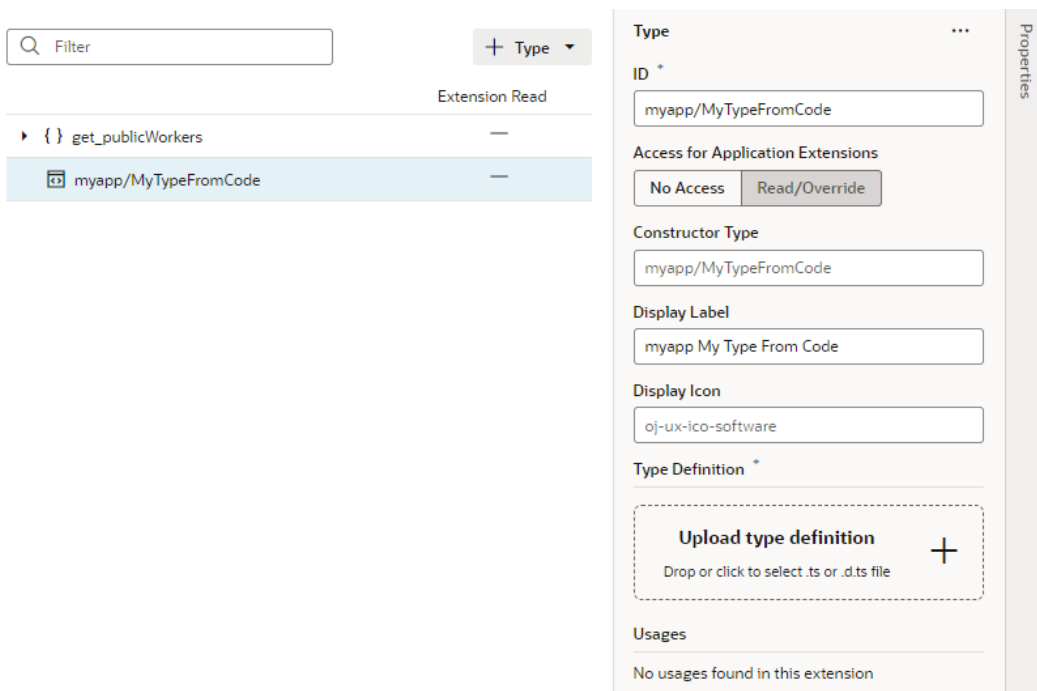 Filter
+ Type
Extension Read
{ } get_publicWorkers —
myapp/MyTypeFromCode —
Type ...
ID *
myapp/MyTypeFromCode
Access for Application Extensions
No Access Read/Override
Constructor Type
myapp/MyTypeFromCode
Display Label
myapp My Type From Code
Display Icon
oj-ux-ico-software
Type Definition *
Upload type definition
Drop or click to select .ts or .d.ts file
Usages
No usages found in this extension
Properties